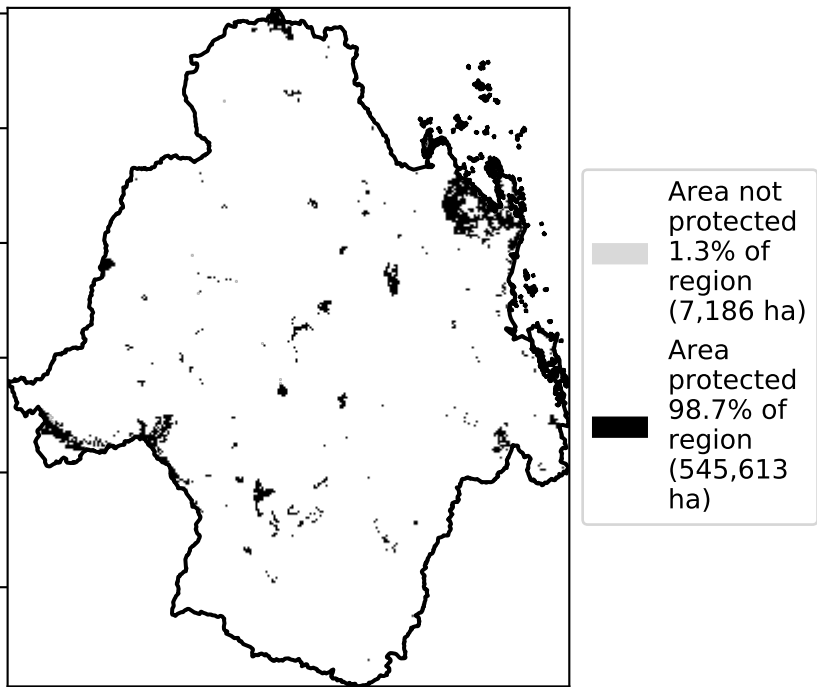 Area not
protected
1.3% of
region
(7,186 ha)
Area
protected
98.7% of
region
(545,613
ha)